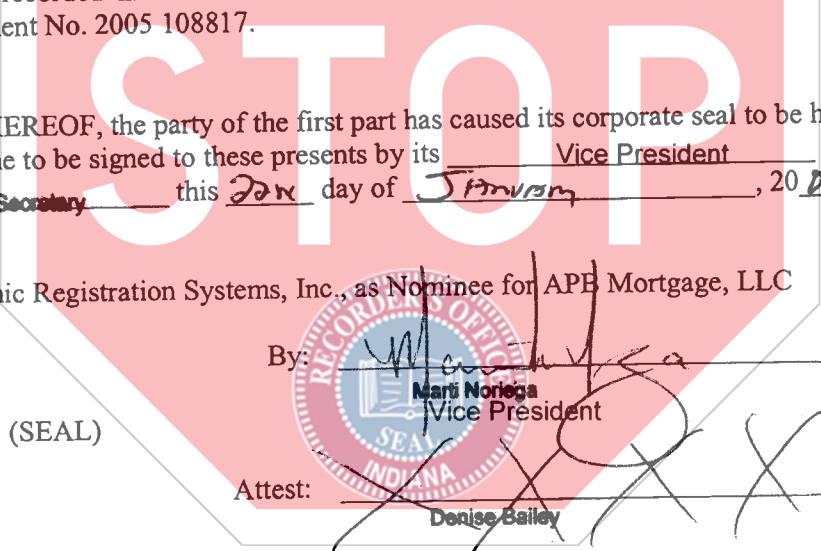 ent No. 2005 108817.
STOP
EREOF, the party of the first part has caused its corporate seal to be h
e to be signed to these presents by its Vice President
Secretary this day of January, 20
ic Registration Systems, Inc., as Nominee for APB Mortgage, LLC
RECORDER'S OFFICE
By:
Marti Noriega
Vice President
(SEAL)
SEAL
INDIANA
Attest:
Denise Bailey